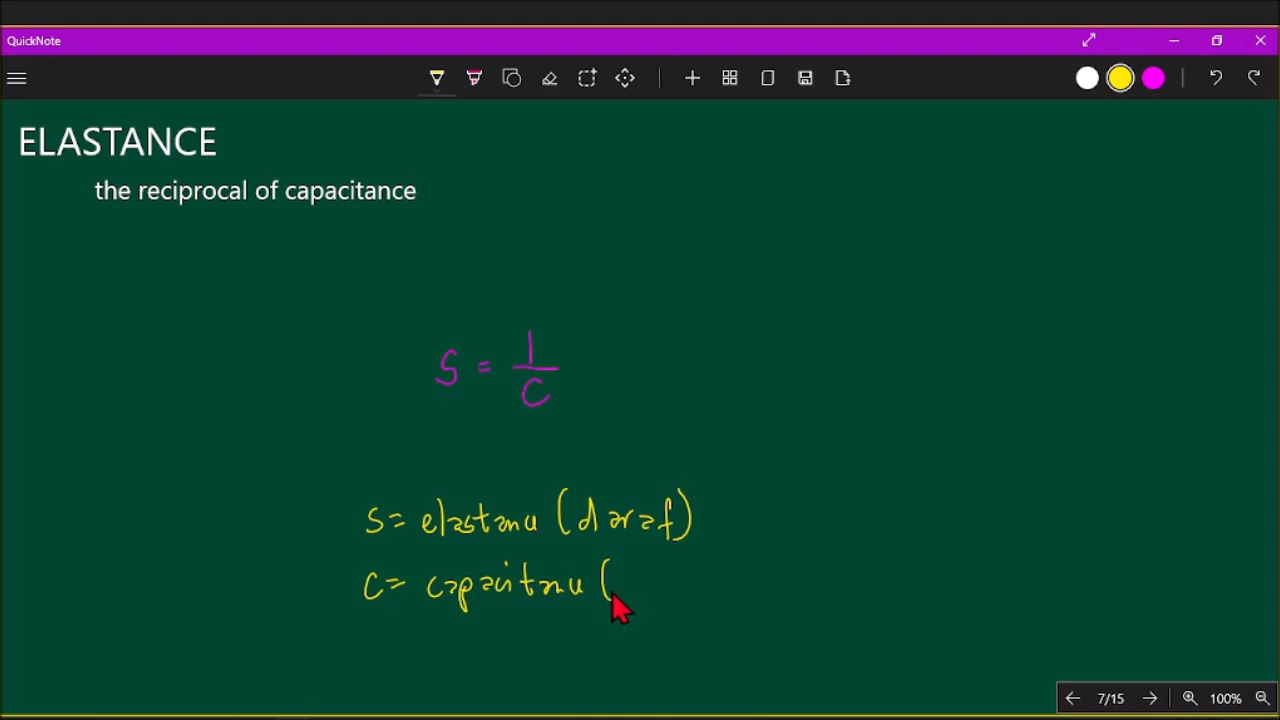 QuickNote
ELASTANCE
the reciprocal of capacitance
S = 1/C
S = elastance (daraf)
C = capacitance (
7/15 100%